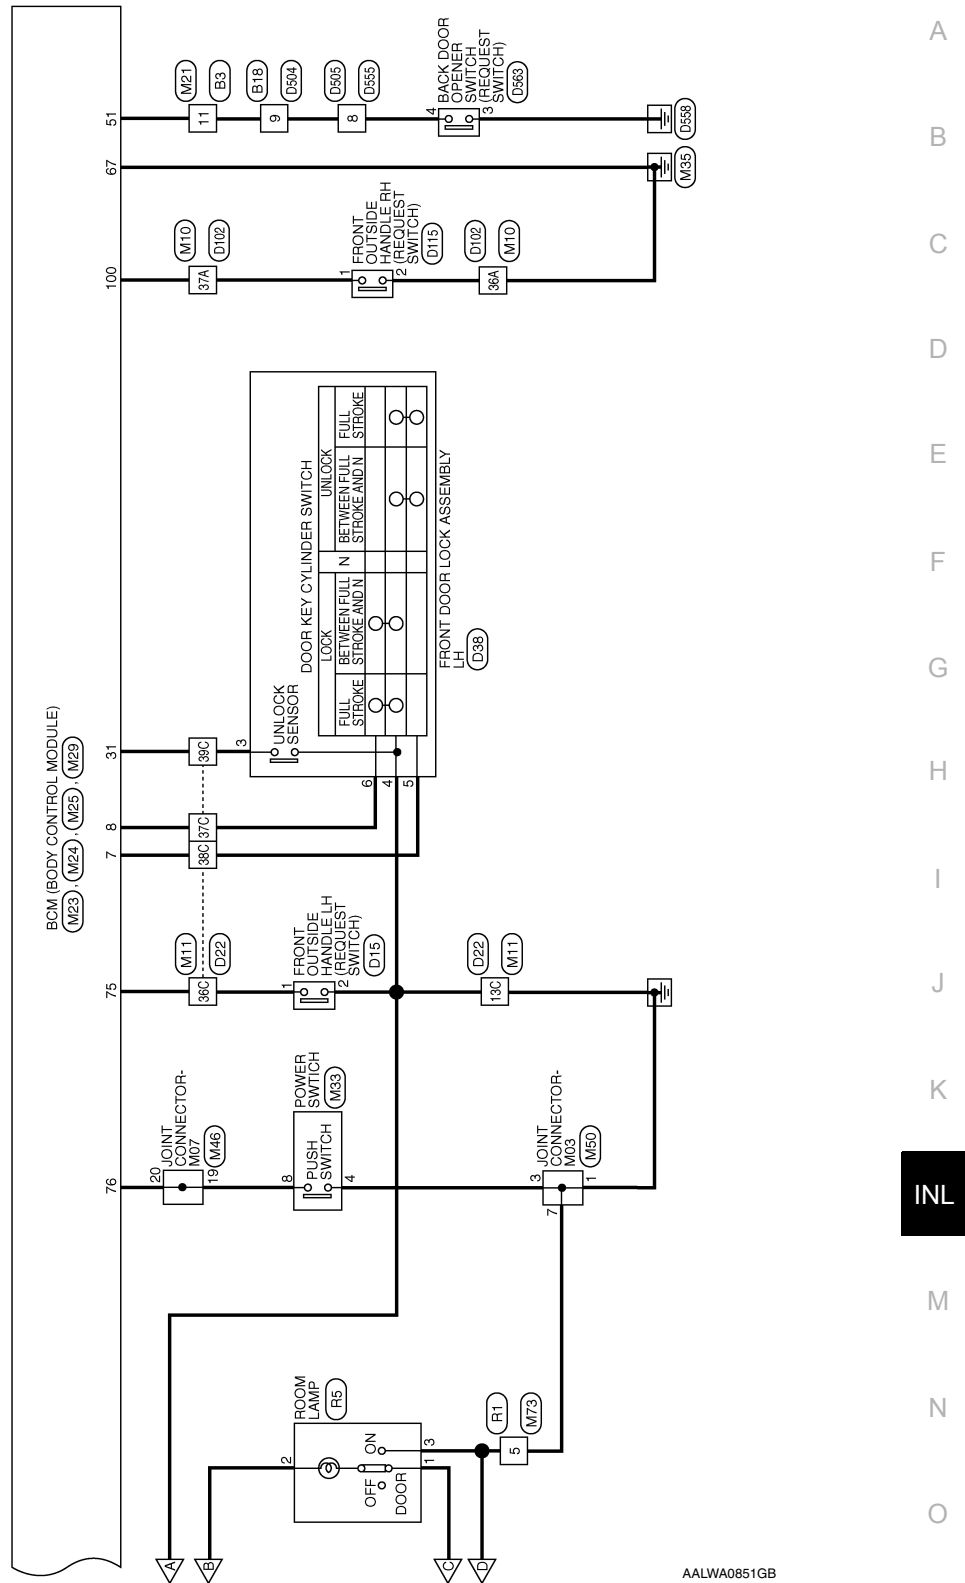 BCM (BODY CONTROL MODULE)
M23 , M24 , M25 , M29
76
75
7
8
31
100
67
51
A
B
C
D
2
ROOM
LAMP
R5
ON
OFF
DOOR
3
1
R1
M73
5
20
JOINT
CONNECTOR-
M07
M46
19
8
POWER
SWTICH
M33
PUSH
SWITCH
4
3
JOINT
CONNECTOR-
M03
M50
7
1
M11
D22
36C
1
FRONT
OUTSIDE
HANDLE LH
(REQUEST
SWITCH)
D15
2
D22
M11
13C
38C
37C
39C
3
6
4
5
UNLOCK
SENSOR
DOOR KEY CYLINDER SWITCH
LOCK
N
UNLOCK
FULL
STROKE
BETWEEN FULL
STROKE AND N
BETWEEN FULL
STROKE AND N
FULL
STROKE
FRONT DOOR LOCK ASSEMBLY
LH
D38
M10
D102
37A
1
FRONT
OUTSIDE
HANDLE RH
(REQUEST
SWITCH)
D115
2
D102
M10
36A
M35
M21
B3
11
B18
D504
9
D505
D555
8
4
BACK DOOR
OPENER
SWITCH
(REQUEST
SWITCH)
D563
3
D558
A
B
C
D
E
F
G
H
I
J
K
INL
M
N
O
AALWA0851GB